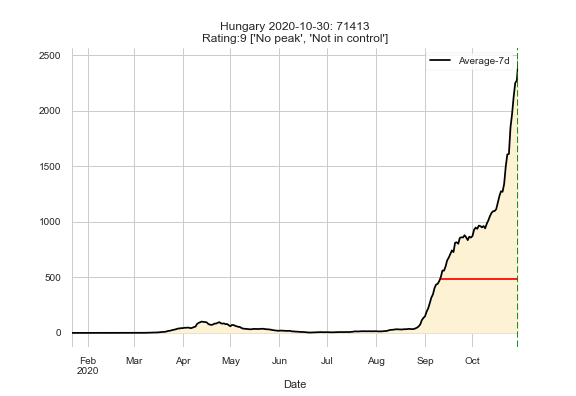 Hungary 2020-10-30: 71413
Rating:9 ['No peak', 'Not in control']
Average-7d
2500
2000
1500
1000
500
0
Feb Mar Apr May Jun Jul Aug Sep Oct
2020
Date